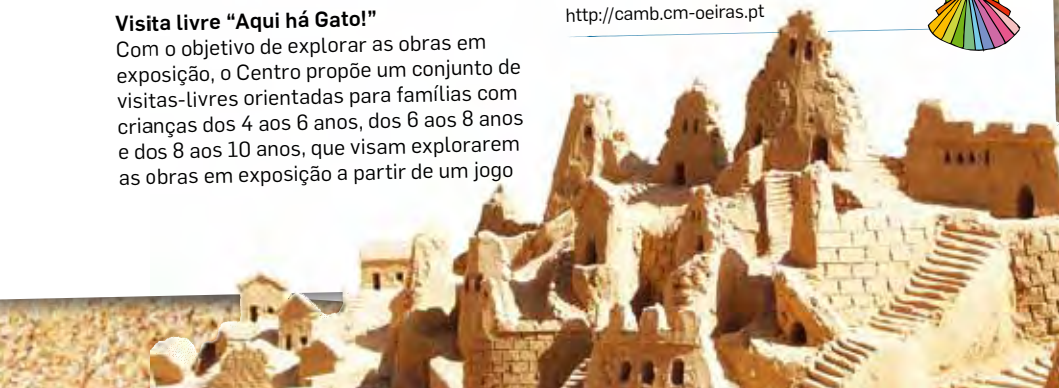 Visita livre “Aqui há Gato!”
Com o objetivo de explorar as obras em
exposição, o Centro propõe um conjunto de
visitas-livres orientadas para famílias com
crianças dos 4 aos 6 anos, dos 6 aos 8 anos
e dos 8 aos 10 anos, que visam explorarem
as obras em exposição a partir de um jogo
http://camb.cm-oeiras.pt